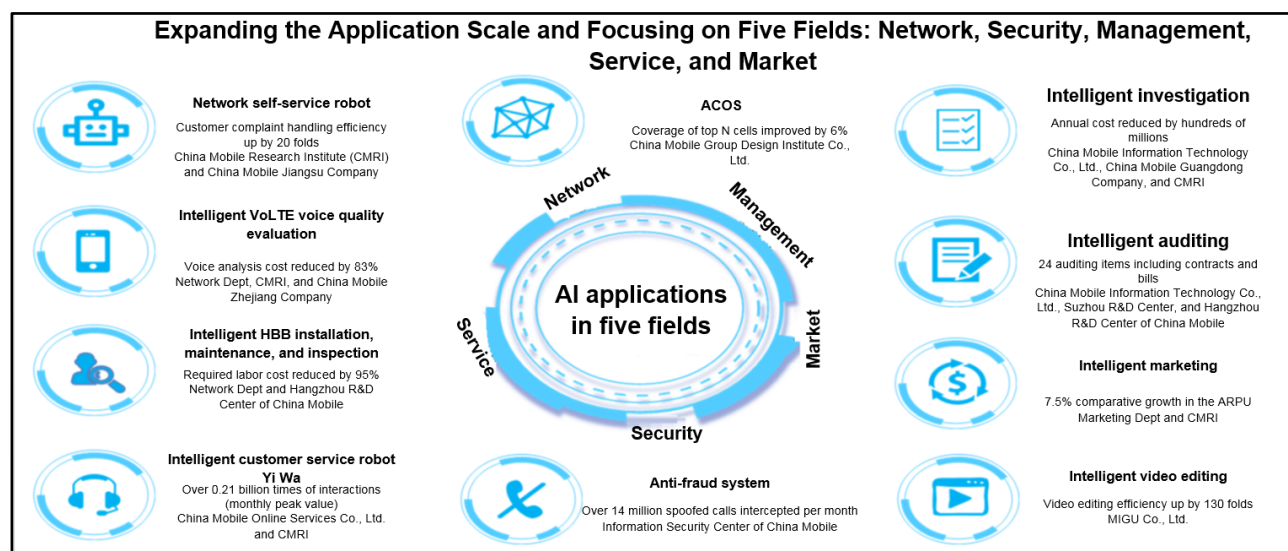 Expanding the Application Scale and Focusing on Five Fields: Network, Security, Management,
Service, and Market
Network self-service robot
Customer complaint handling efficiency
up by 20 folds
China Mobile Research Institute (CMRI)
and China Mobile Jiangsu Company
Intelligent VoLTE voice quality
evaluation
Voice analysis cost reduced by 83%
Network Dept, CMRI, and China Mobile
Zhejiang Company
Intelligent HBB installation,
maintenance, and inspection
Required labor cost reduced by 95%
Network Dept and Hangzhou R&D
Center of China Mobile
Intelligent customer service robot
Yi Wa
Over 0.21 billion times of interactions
(monthly peak value)
China Mobile Online Services Co., Ltd.
and CMRI
ACOS
Coverage of top N cells improved by 6%
China Mobile Group Design Institute Co.,
Ltd.
Network
Management
Service
Market
Security
AI applications
in five fields
$
Anti-fraud system
Over 14 million spoofed calls intercepted per month
Information Security Center of China Mobile
Intelligent investigation
Annual cost reduced by hundreds of
millions
China Mobile Information Technology
Co., Ltd., China Mobile Guangdong
Company, and CMRI
Intelligent auditing
24 auditing items including contracts and
bills
China Mobile Information Technology Co.,
Ltd., Suzhou R&D Center, and Hangzhou
R&D Center of China Mobile
Intelligent marketing
7.5% comparative growth in the ARPU
Marketing Dept and CMRI
Intelligent video editing
Video editing efficiency up by 130 folds
MIGU Co., Ltd.